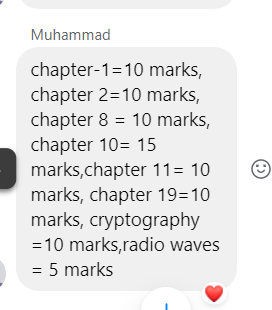 Muhammad
chapter-1=10 marks,
chapter 2=10 marks,
chapter 8 = 10 marks,
chapter 10= 15
marks,chapter 11= 10
marks, chapter 19=10
marks, cryptography
=10 marks,radio waves
= 5 marks